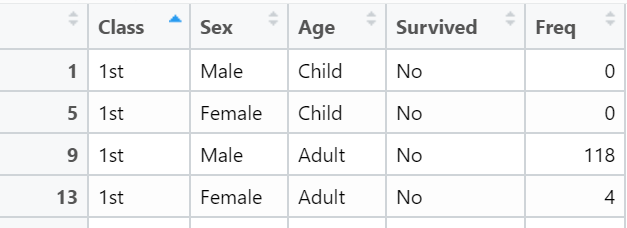 Class Sex Age Survived Freq
1 1st Male Child No 0
5 1st Female Child No 0
9 1st Male Adult No 118
13 1st Female Adult No 4